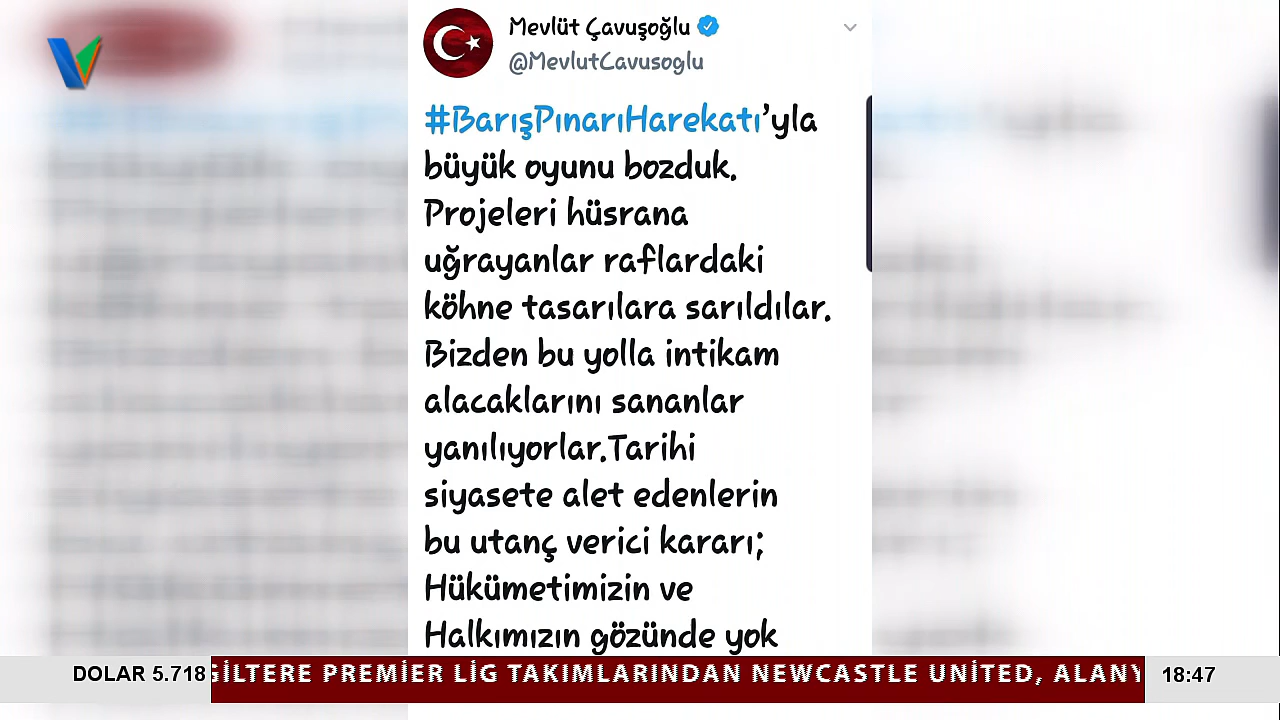 Mevlüt Çavuşoğlu
@MevlutCavusoglu
#BarışPınarıHarekatı’yla
büyük oyunu bozduk.
Projeleri hüsrana
uğrayanlar raflardaki
köhne tasarılara sarıldılar.
Bizden bu yolla intikam
alacaklarını sananlar
yanılıyorlar.Tarihi
siyasete alet edenlerin
bu utanç verici kararı;
Hükümetimizin ve
Halkımızın gözünde yok
DOLAR 5.718 GİLTERE PREMİER LİG TAKIMLARINDAN NEWCASTLE UNİTED, ALANY 18:47